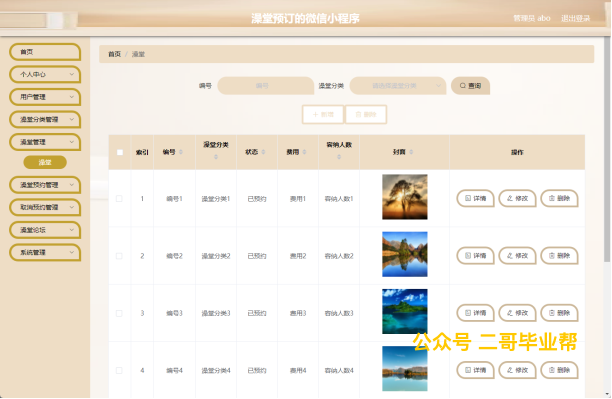 澡堂预订的微信小程序
管理员 abo 退出登录
首页
个人中心
用户管理
澡堂分类管理
澡堂管理
澡堂
澡堂预约管理
取消预约管理
澡堂论坛
系统管理
首页 / 澡堂
编号 编号 澡堂分类 请选择澡堂分类 查询
+ 新增 删除
索引 编号 澡堂分类 状态 费用 容纳人数 封面 操作
1 编号1 澡堂分类1 已预约 费用1 容纳人数1 详情 修改 删除
2 编号2 澡堂分类2 已预约 费用2 容纳人数2 详情 修改 删除
3 编号3 澡堂分类3 已预约 费用3 容纳人数3 详情 修改 删除
公众号 二哥毕业帮
4 编号4 澡堂分类4 已预约 费用4 容纳人数4 详情 修改 删除